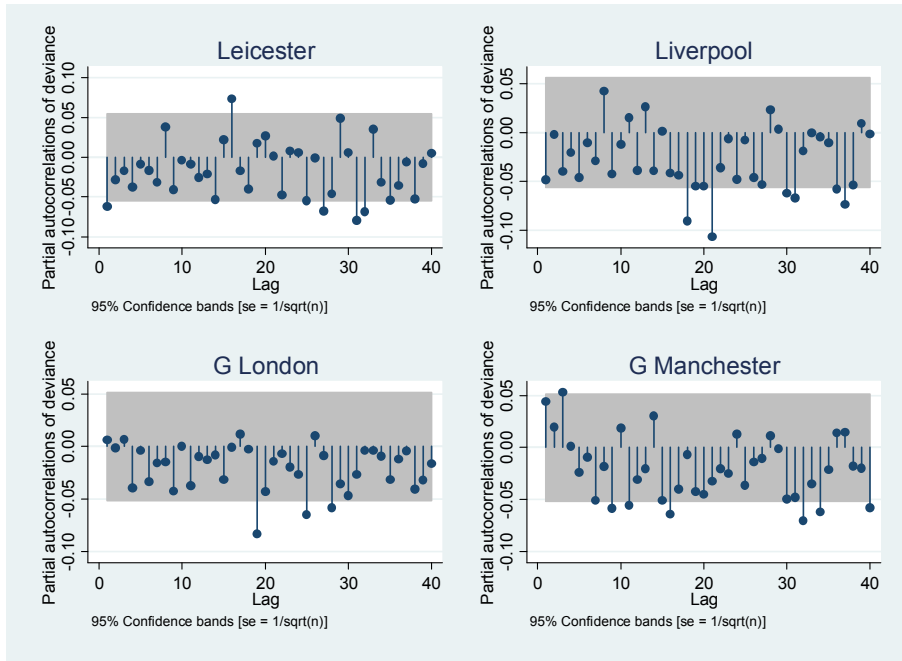 Leicester
Partial autocorrelations of deviance
0.10
0.05
0.00
-0.05
-0.10
0 10 20 30 40
Lag
95% Confidence bands [se = 1/sqrt(n)]
Liverpool
Partial autocorrelations of deviance
0.05
0.00
-0.05
-0.10
0 10 20 30 40
Lag
95% Confidence bands [se = 1/sqrt(n)]
G London
Partial autocorrelations of deviance
0.05
0.00
-0.05
-0.10
0 10 20 30 40
Lag
95% Confidence bands [se = 1/sqrt(n)]
G Manchester
Partial autocorrelations of deviance
0.05
0.00
-0.05
-0.10
0 10 20 30 40
Lag
95% Confidence bands [se = 1/sqrt(n)]